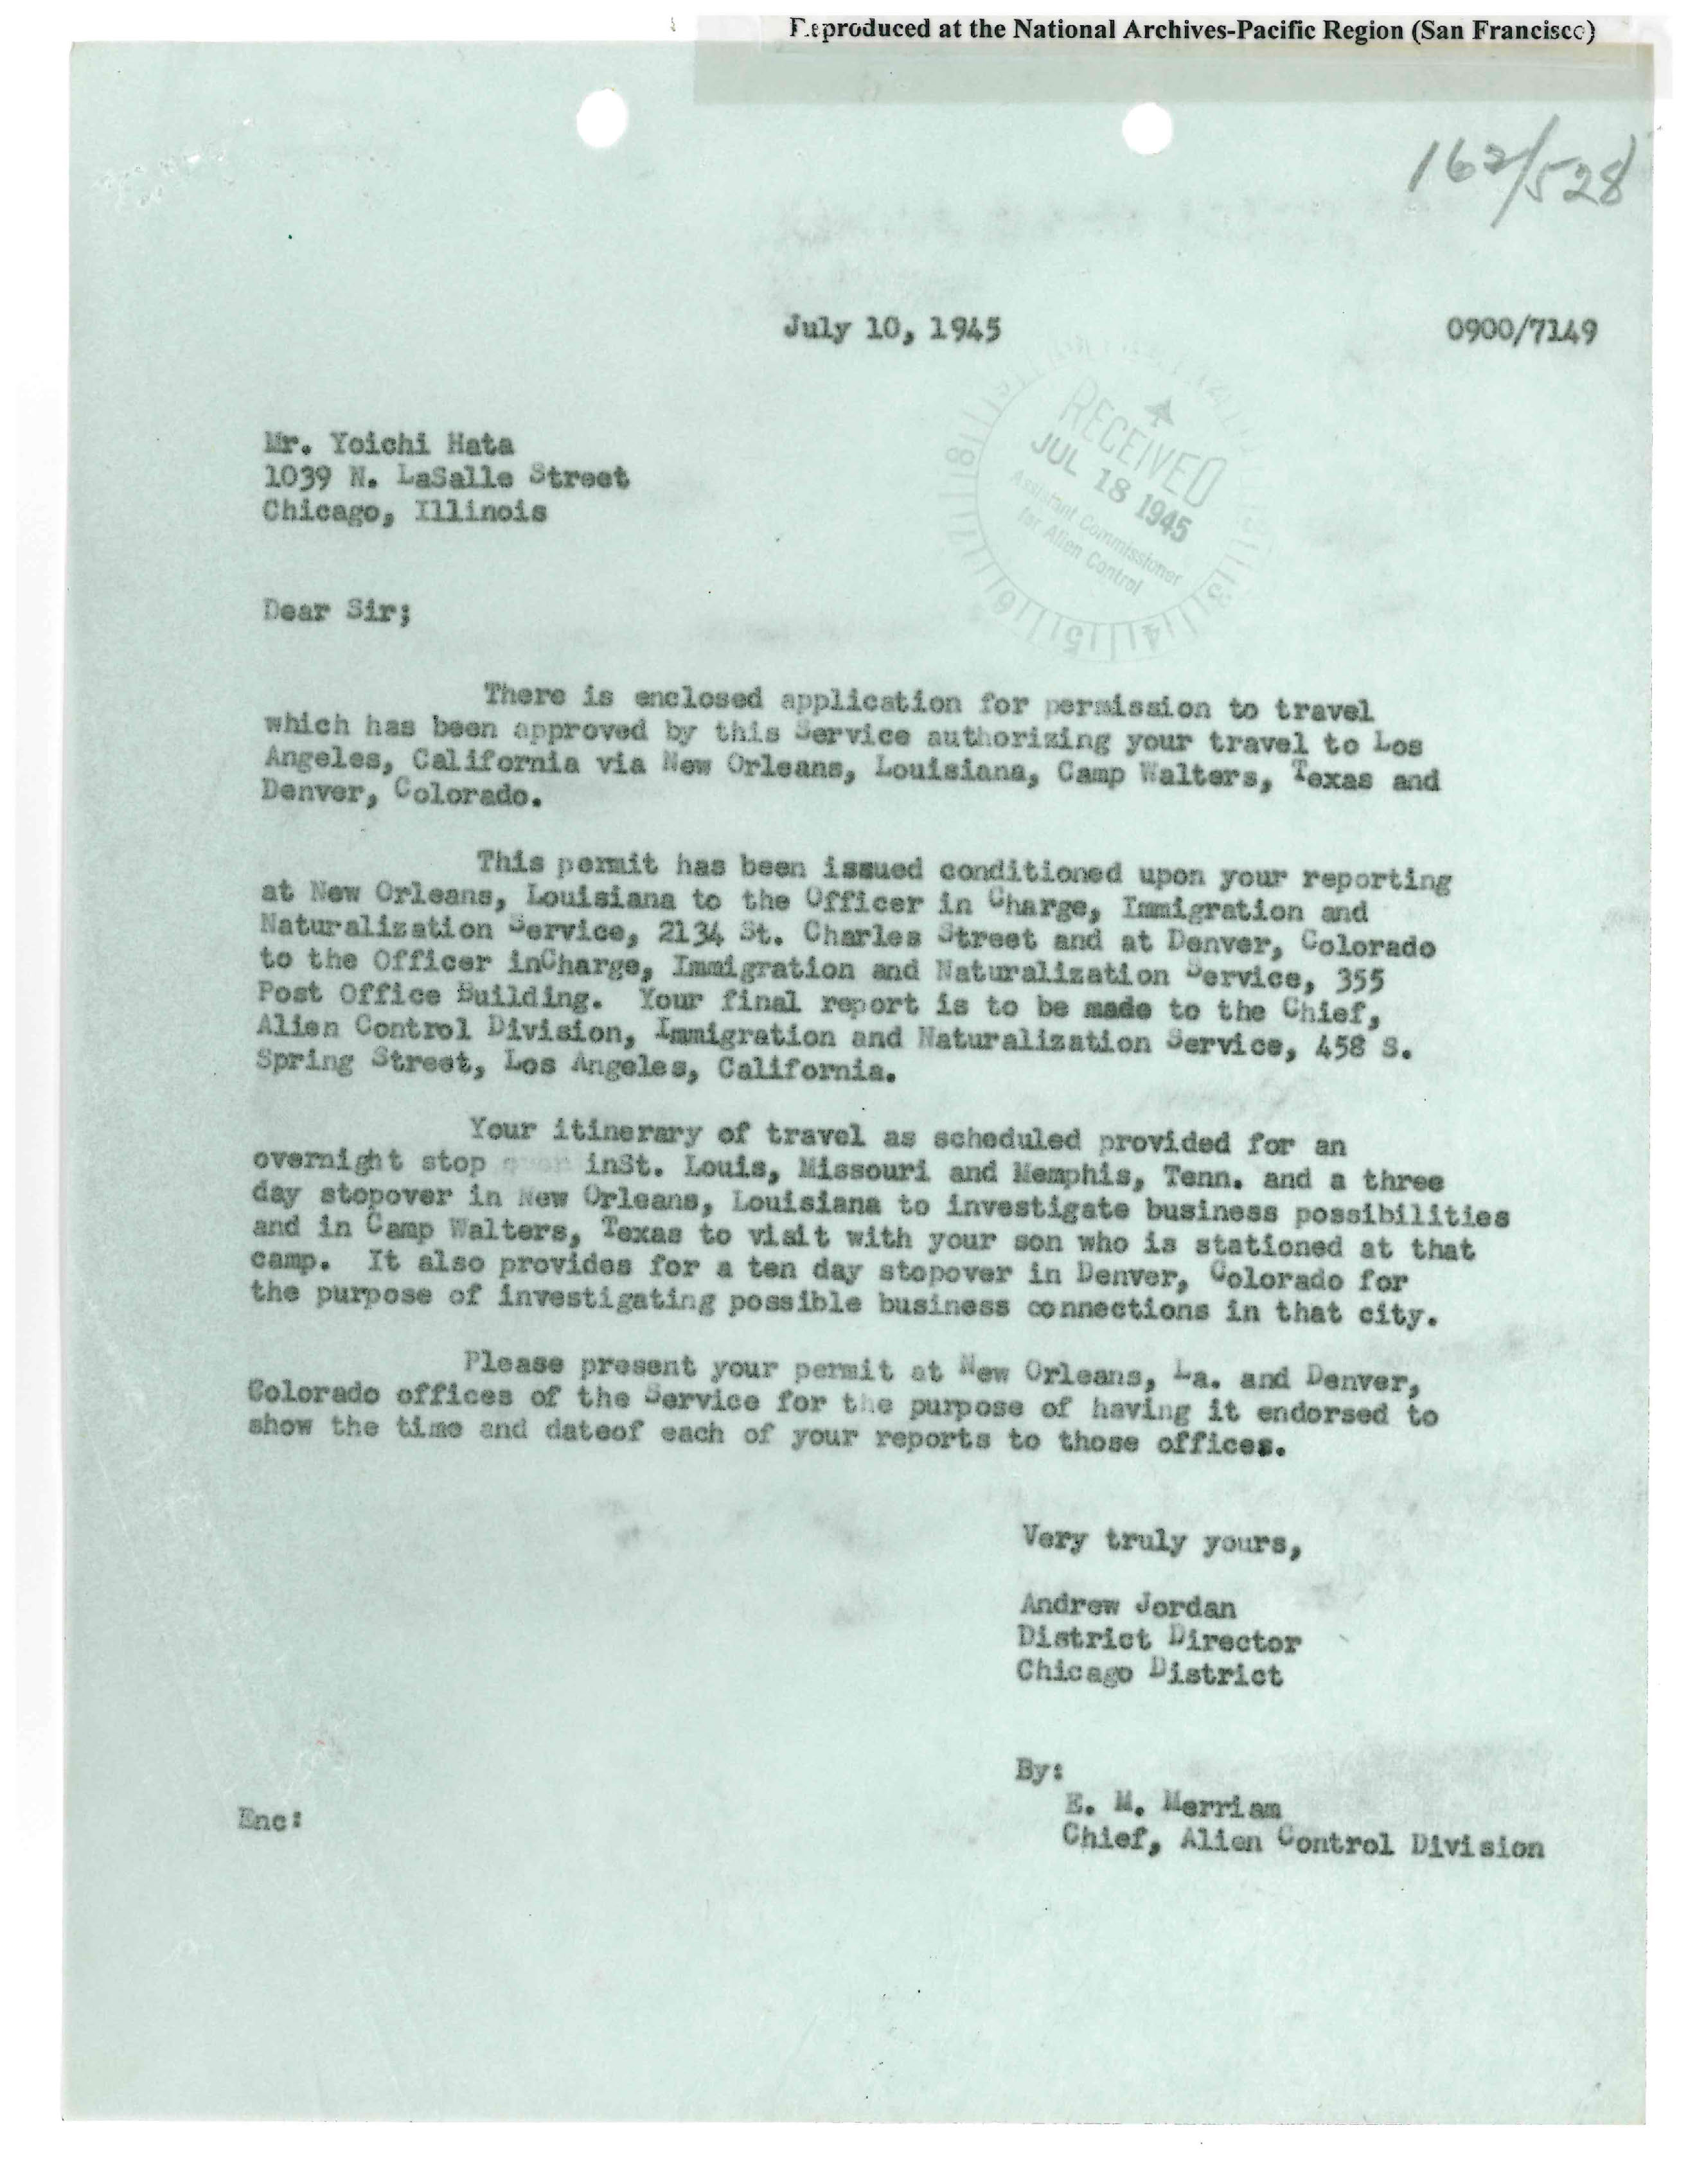 Reproduced at the National Archives-Pacific Region (San Francisco)
162/528
July 10, 1945 0900/7149
RECEIVED
JUL 18 1945
Assistant Commissioner
for Alien Control
Mr. Yoichi Hata
1039 N. LaSalle Street
Chicago, Illinois
Dear Sir;
There is enclosed application for permission to travel
which has been approved by this Service authorizing your travel to Los
Angeles, California via New Orleans, Louisiana, Camp Walters, Texas and
Denver, Colorado.
This permit has been issued conditioned upon your reporting
at New Orleans, Louisiana to the Officer in Charge, Immigration and
Naturalization Service, 2134 St. Charles Street and at Denver, Colorado
to the Officer inCharge, Immigration and Naturalization Service, 355
Post Office Building. Your final report is to be made to the Chief,
Alien Control Division, Immigration and Naturalization Service, 458 S.
Spring Street, Los Angeles, California.
Your itinerary of travel as scheduled provided for an
overnight stop inSt. Louis, Missouri and Memphis, Tenn. and a three
day stopover in New Orleans, Louisiana to investigate business possibilities
and in Camp Walters, Texas to visit with your son who is stationed at that
camp. It also provides for a ten day stopover in Denver, Colorado for
the purpose of investigating possible business connections in that city.
Please present your permit at New Orleans, La. and Denver,
Colorado offices of the Service for the purpose of having it endorsed to
show the time and dateof each of your reports to those offices.
Very truly yours,
Andrew Jordan
District Director
Chicago District
By:
E. M. Merriam
Enc:
Chief, Alien Control Division